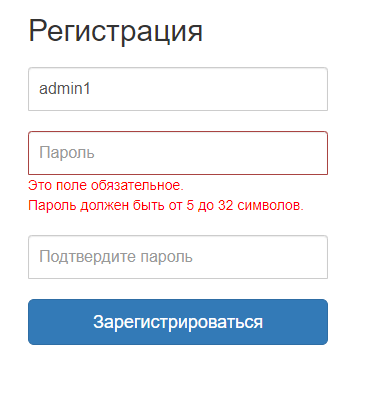 Регистрация
admin1
Пароль
Это поле обязательное.
Пароль должен быть от 5 до 32 символов.
Подтвердите пароль
Зарегистрироваться